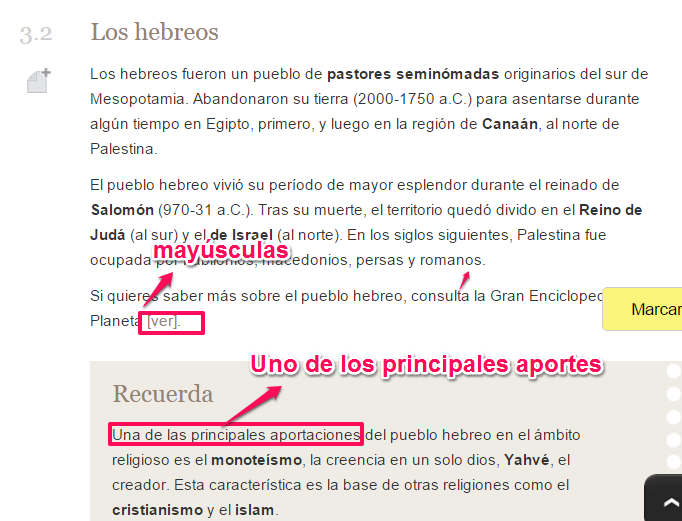 3.2 Los hebreos
Los hebreos fueron un pueblo de pastores seminómadas originarios del sur de
Mesopotamia. Abandonaron su tierra (2000-1750 a.C.) para asentarse durante
algún tiempo en Egipto, primero, y luego en la región de Canaán, al norte de
Palestina.
El pueblo hebreo vivió su período de mayor esplendor durante el reinado de
Salomón (970-31 a.C.). Tras su muerte, el territorio quedó divido en el Reino de
Judá (al sur) y el de Israel (al norte). En los siglos siguientes, Palestina fue
mayúsculas
ocupada por babilonios, macedonios, persas y romanos.
Si quieres saber más sobre el pueblo hebreo, consulta la Gran Encicloped
Marcar
Planeta [ver].
Uno de los principales aportes
Recuerda
Una de las principales aportaciones del pueblo hebreo en el ámbito
religioso es el monoteísmo, la creencia en un solo dios, Yahvé, el
creador. Esta característica es la base de otras religiones como el
cristianismo y el islam.